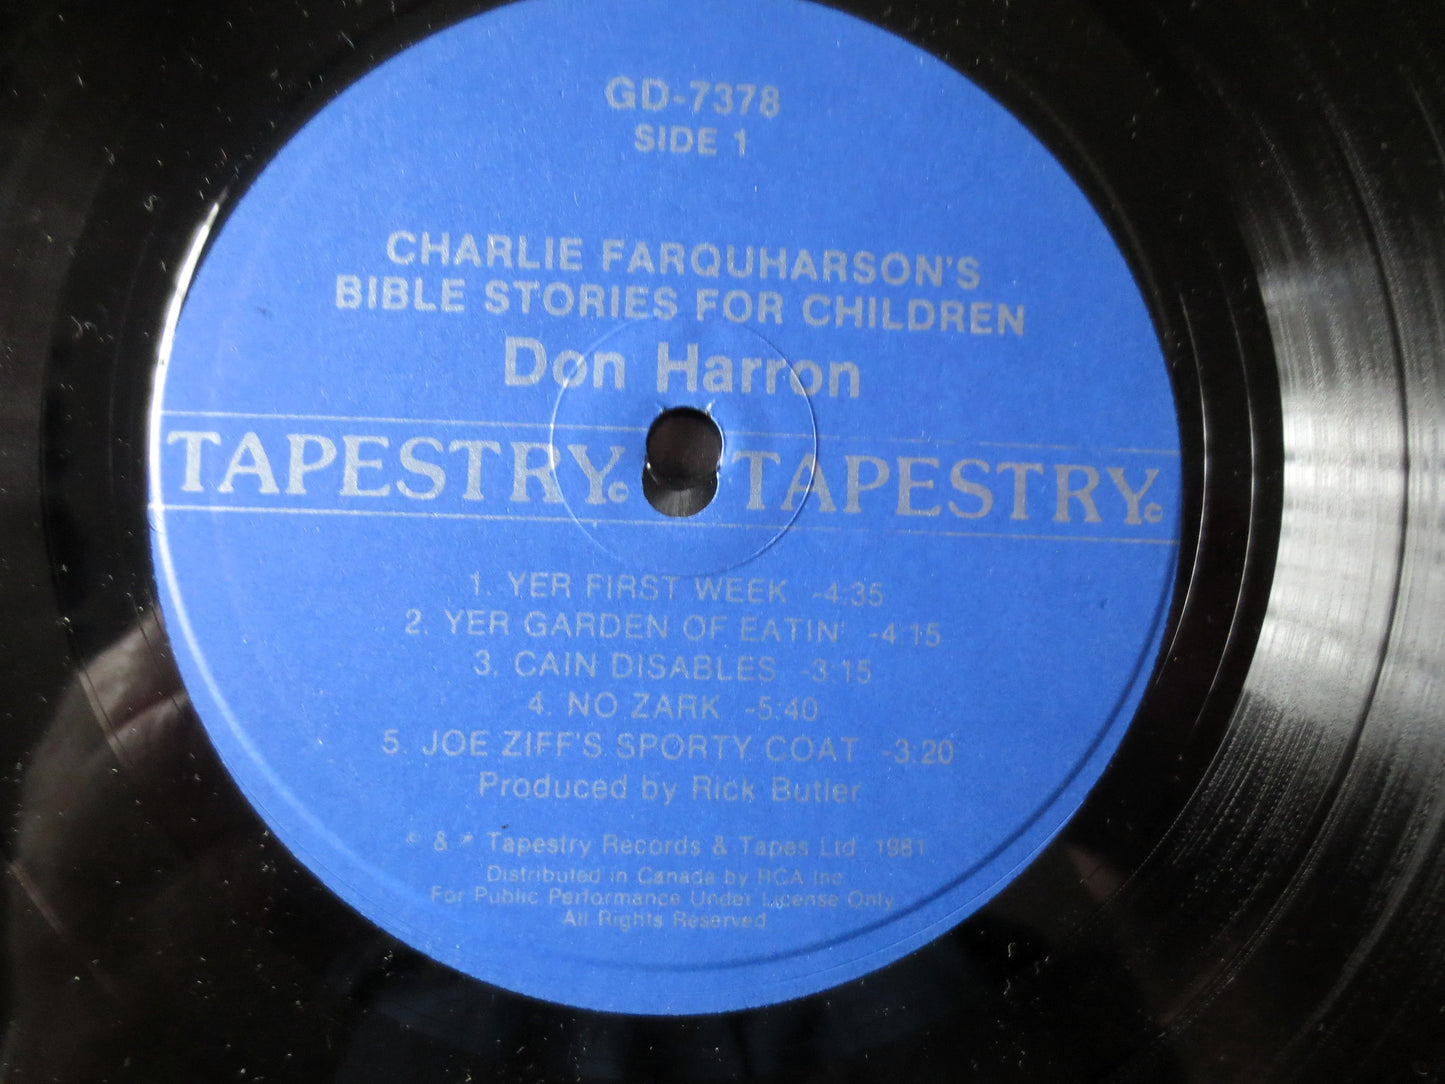 GD-7378
SIDE 1
CHARLIE FARQUHARSON'S
BIBLE STORIES FOR CHILDREN
Don Harron
TAPESTRY© TAPESTRY©
1. YER FIRST WEEK -4:35
2. YER GARDEN OF EATIN' -4:15
3. CAIN DISABLES -3:15
4. NO ZARK -5:40
5. JOE ZIFF'S SPORTY COAT -3:20
Produced by Rick Butler
© & * Tapestry Records & Tapes Ltd 1981
Distributed in Canada by RCA Inc
For Public Performance Under License Only
All Rights Reserved